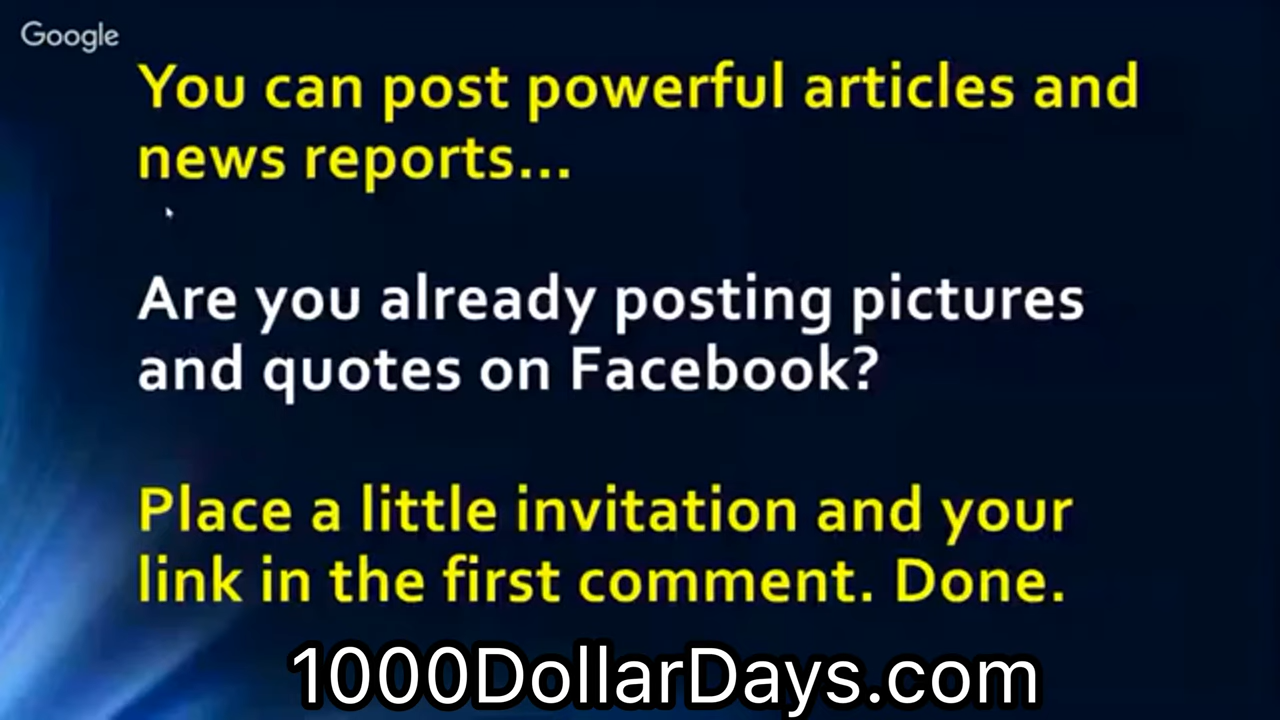 Google
You can post powerful articles and
news reports...
Are you already posting pictures
and quotes on Facebook?
Place a little invitation and your
link in the first comment. Done.
1000DollarDays.com